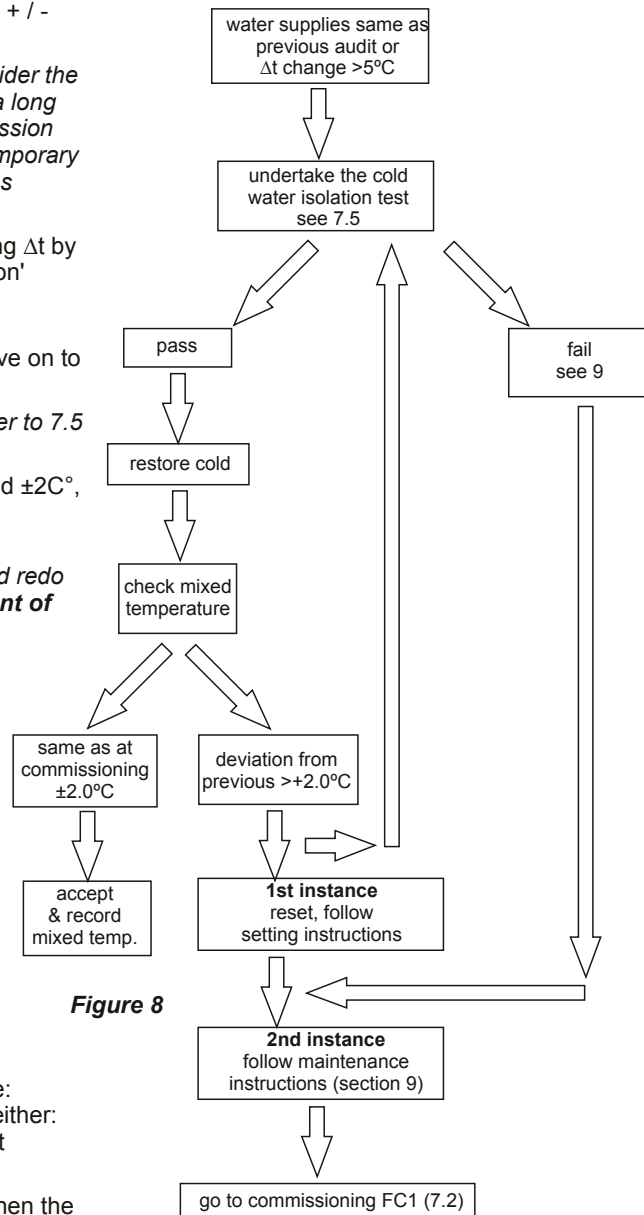 + / -
ider the
a long
ssion
mporary
s
ng Δt by
on'
ve on to
er to 7.5
d ±2C°,
d redo
nt of
water supplies same as
previous audit or
Δt change >5ºC
undertake the cold
water isolation test
see 7.5
pass
fail
see 9
restore cold
check mixed
temperature
same as at
commissioning
±2.0ºC
deviation from
previous >+2.0ºC
accept
& record
mixed temp.
1st instance
reset, follow
setting instructions
Figure 8
2nd instance
follow maintenance
instructions (section 9)
go to commissioning FC1 (7.2)
e:
either:
t
hen the